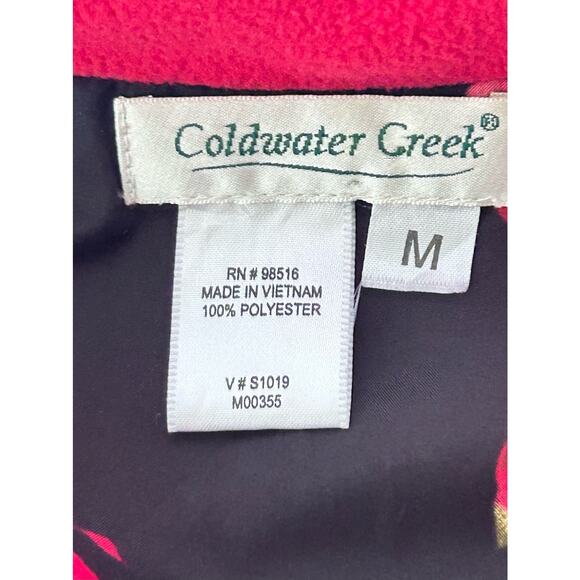 Coldwater Creek®
M
RN # 98516
MADE IN VIETNAM
100% POLYESTER
V # S1019
M00355